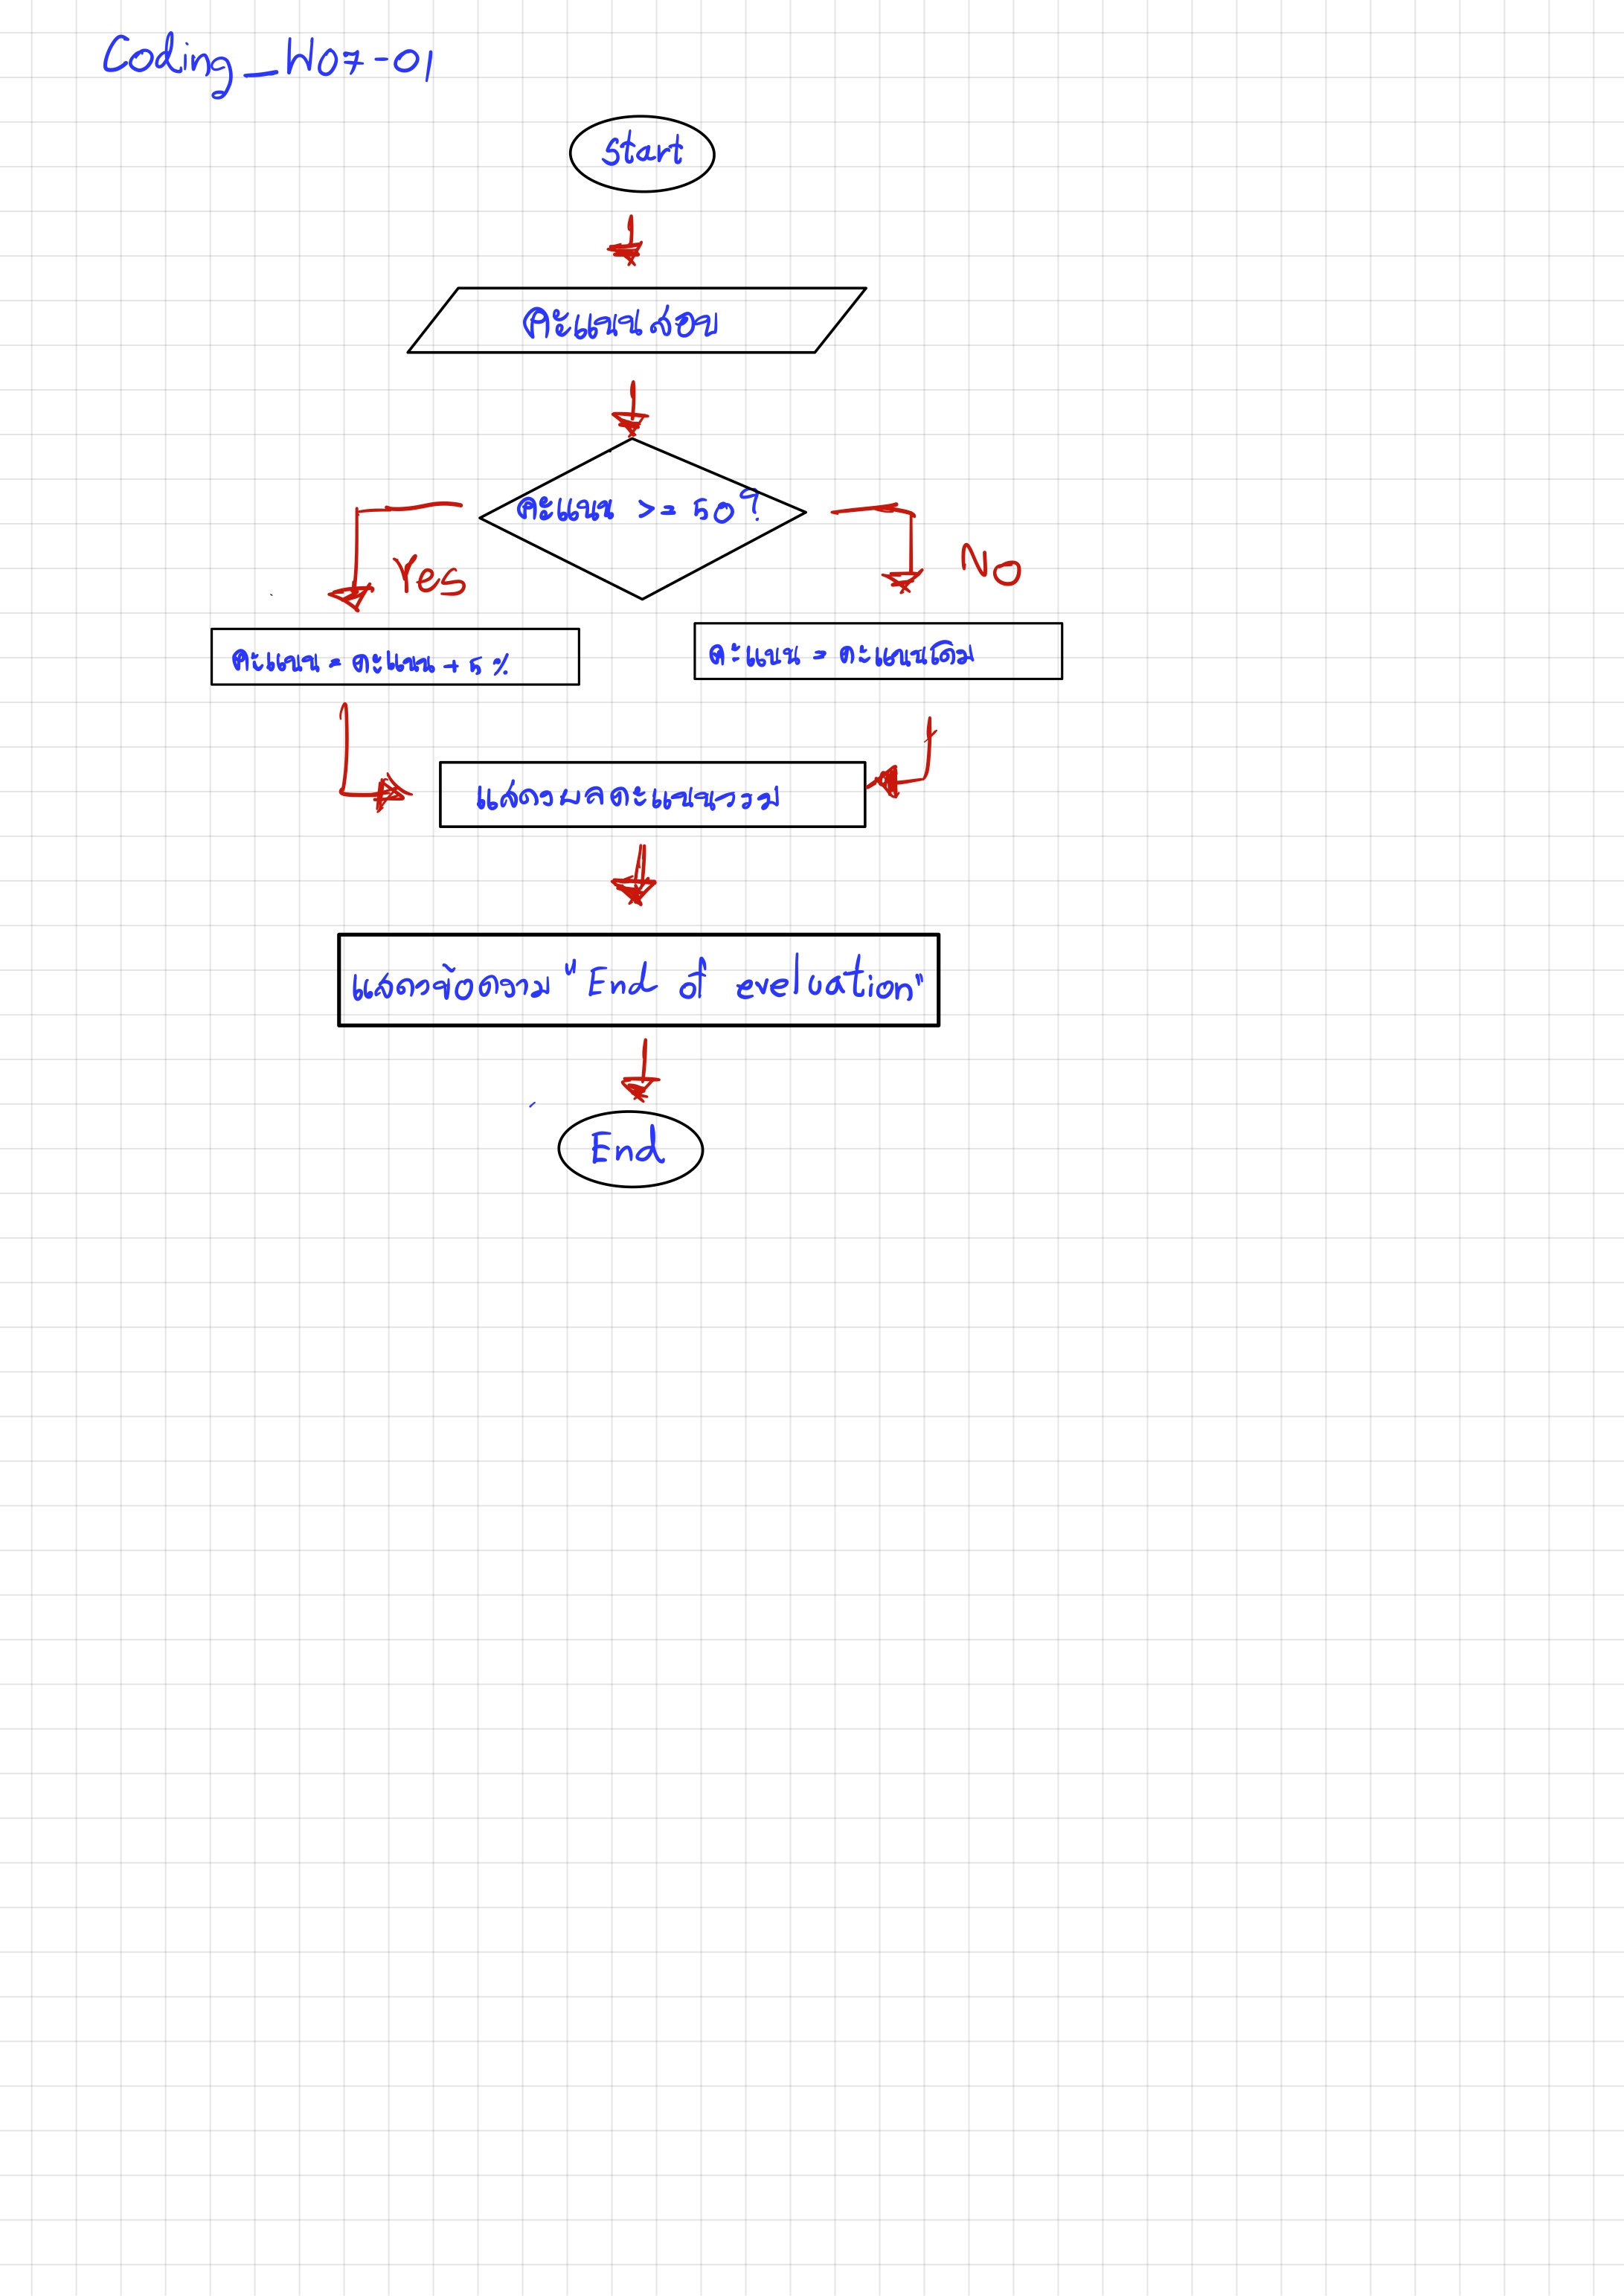 Coding_W07-01
Start
คะแนนสอบ
คะแนน >= 50?
Yes
No
คะแนน = คะแนน + 5 %
คะแนน = คะแนนเดิม
แสดงผลคะแนนรวม
แสดงข้อความ "End of eveluation"
End